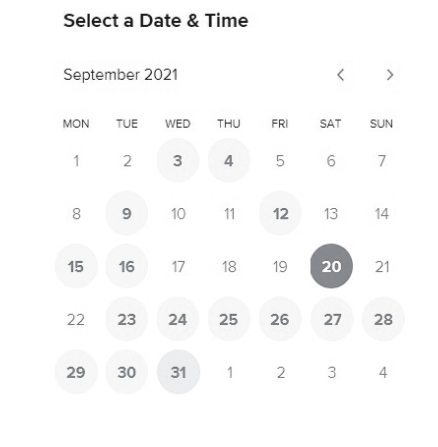 Select a Date & Time
September 2021
MON TUE WED THU FRI SAT SUN
1 2 3 4 5 6 7
8 9 10 11 12 13 14
15 16 17 18 19 20 21
22 23 24 25 26 27 28
29 30 31 1 2 3 4